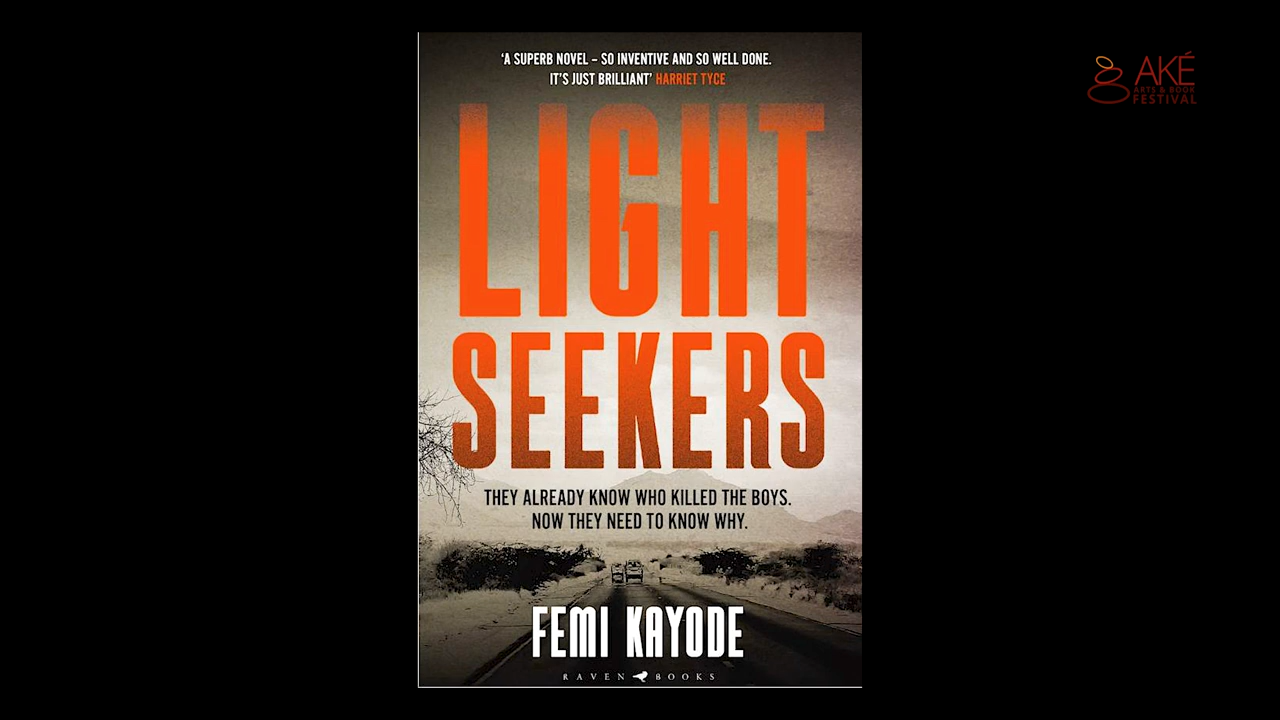 ‘A SUPERB NOVEL – SO INVENTIVE AND SO WELL DONE.
IT’S JUST BRILLIANT’ HARRIET TYCE
LIGHT
SEEKERS
THEY ALREADY KNOW WHO KILLED THE BOYS.
NOW THEY NEED TO KNOW WHY.
FEMI KAYODE
RAVEN BOOKS
AKÉ
ARTS & BOOK
FESTIVAL